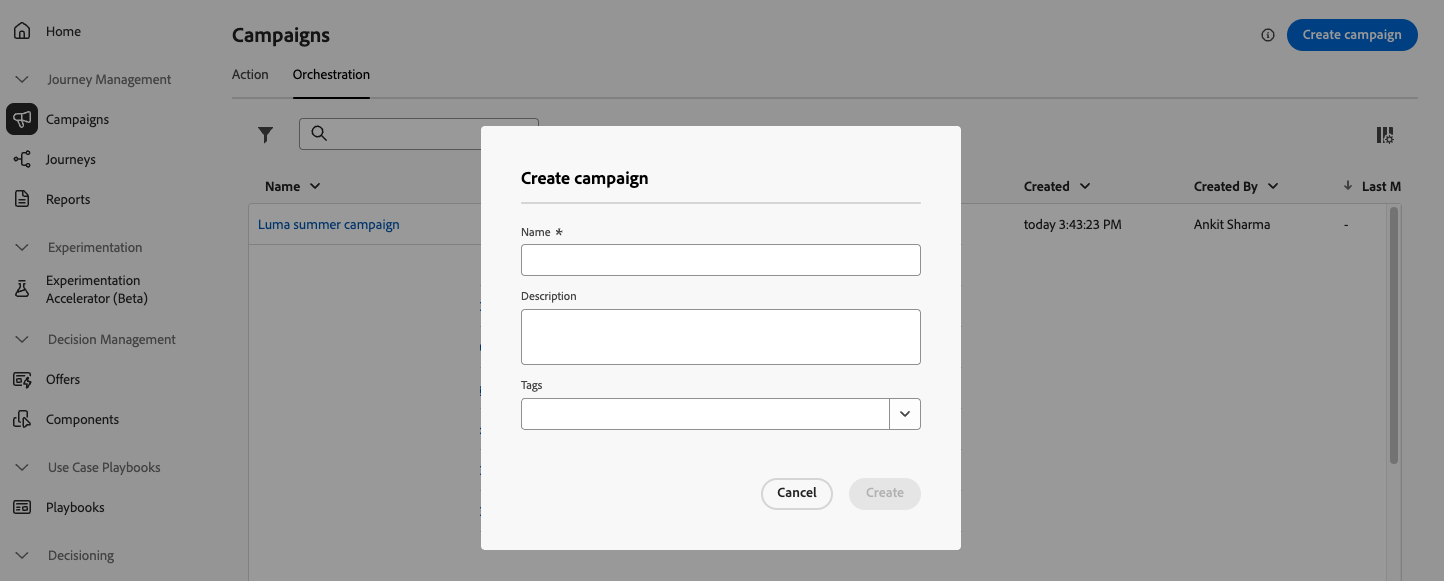 Home
Journey Management
Campaigns
Journeys
Reports
Experimentation
Experimentation
Accelerator (Beta)
Decision Management
Offers
Components
Use Case Playbooks
Playbooks
Decisioning
Campaigns
Create campaign
Action Orchestration
Name Created Created By Last M
Luma summer campaign today 3:43:23 PM Ankit Sharma -
Create campaign
Name *
Description
Tags
Cancel Create